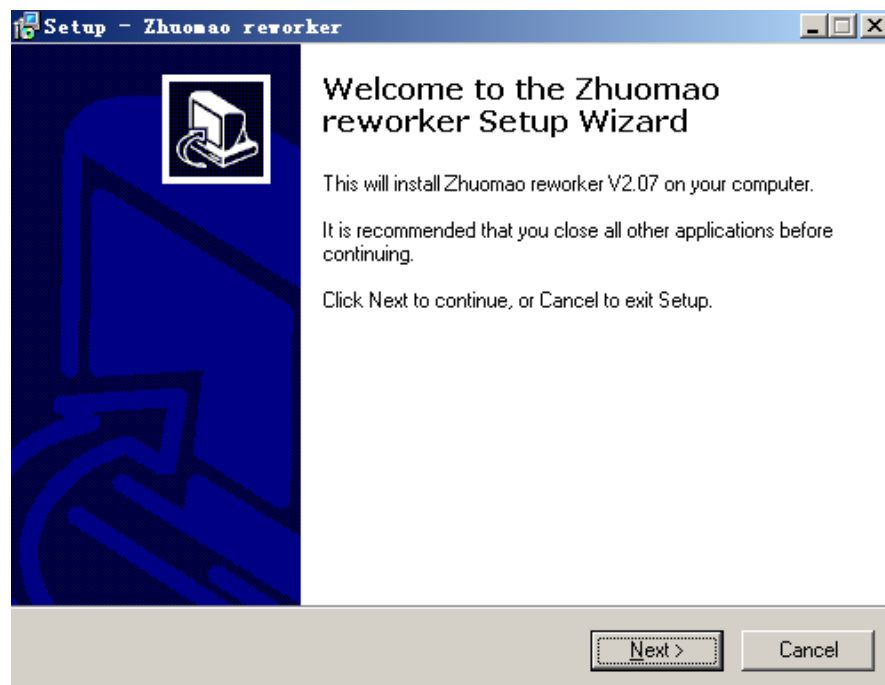 Setup - Zhuomao reworker
Welcome to the Zhuomao
reworker Setup Wizard
This will install Zhuomao reworker V2.07 on your computer.
It is recommended that you close all other applications before
continuing.
Click Next to continue, or Cancel to exit Setup.
Next > Cancel